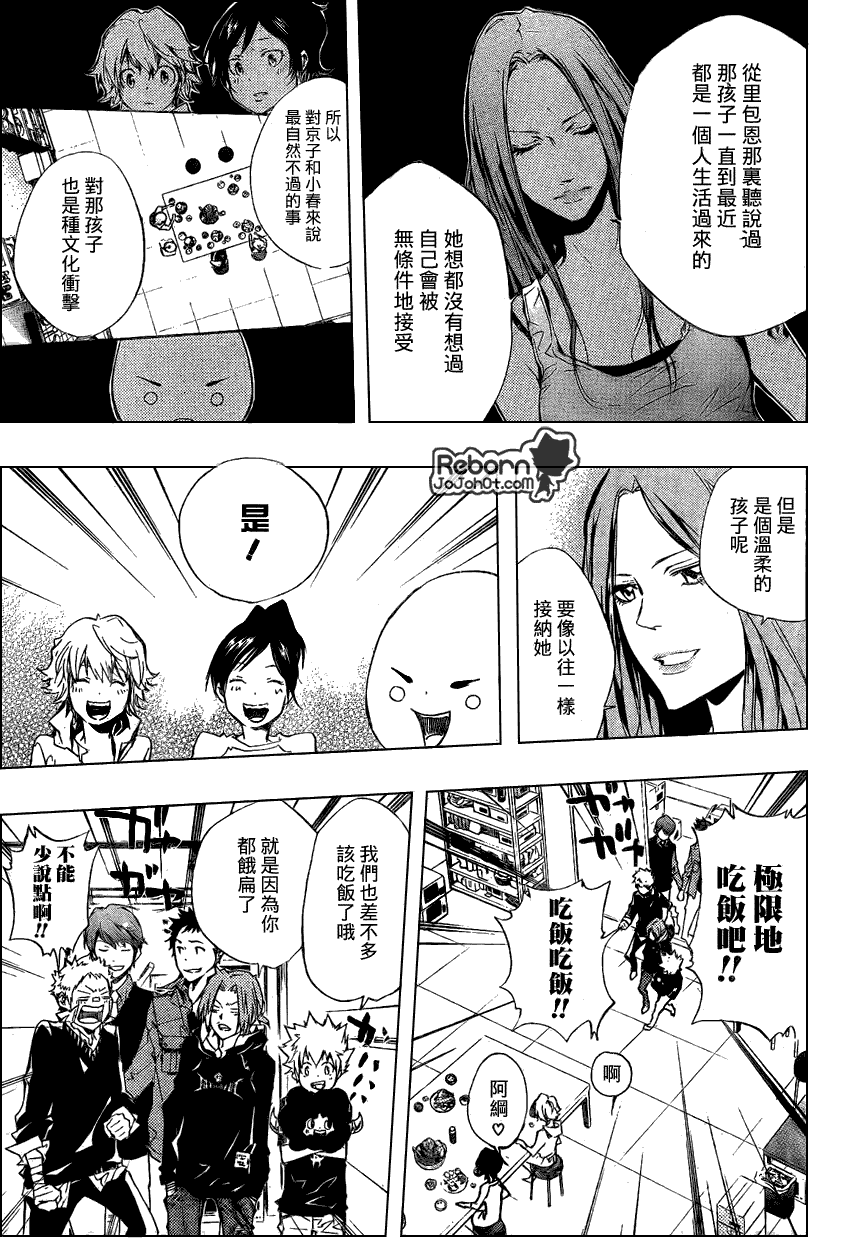 從里包恩那裏聽說過
那孩子一直到最近
都是一個人生活過來的
她想都沒有想過
自己會被
無條件地接受
所以
對京子和小春來說
最自然不過的事
對那孩子
也是種文化衝擊
Reborn
JoJohOt.com
但是
是個溫柔的
孩子呢
要像以往一樣
接納她
是！
極限地
吃飯吧!!
ガヤ
吃飯吃飯!!
啊
阿綱♡
ガヤ
我們也差不多
該吃飯了哦
就是因為你
都餓扁了
不能
少說點啊!!